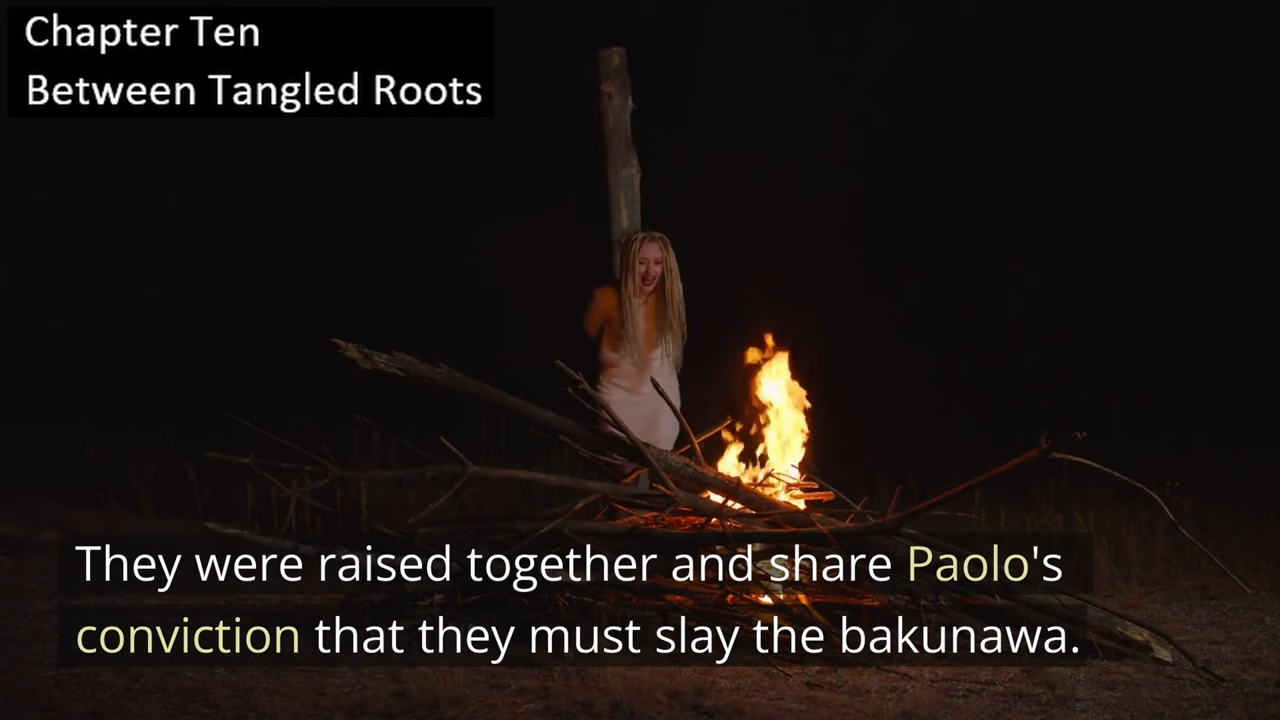 Chapter Ten
Between Tangled Roots
They were raised together and share Paolo's
conviction that they must slay the bakunawa.